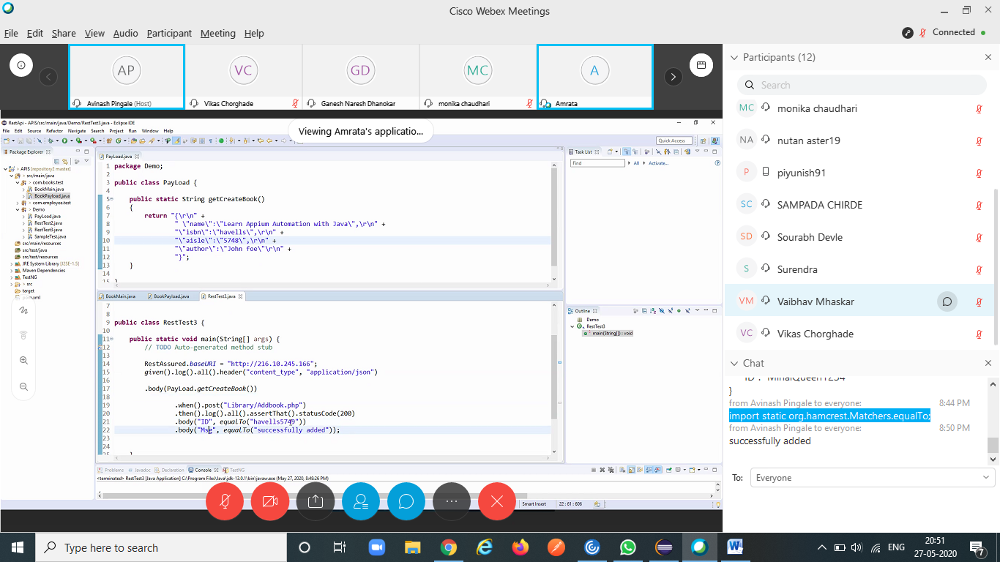 Cisco Webex Meetings
File Edit Share View Audio Participant Meeting Help
Connected
AP
Avinash Pingale (Host)
VC
Vikas Chorghade
GD
Ganesh Naresh Dhanokar
MC
monika chaudhari
A
Amrata
RestApi - APIS/src/main/java/Demo/RestTest3.java - Eclipse IDE
Viewing Amrata's applicatio...
File Edit Source Refactor Navigate Search Project Run Window Help
Quick Access
Package Explorer
APIS [repository2 master]
src/main/java
com.books.test
BookMain.java
BookPayload.java
com.employee.test
Demo
PayLoad.java
RestTest2.java
RestTest3.java
SampleTest.java
src/main/resources
src/test/java
src/test/resources
JRE System Library [J2SE-1.5]
Maven Dependencies
TestNG
src
target
PayLoad.java
1 package Demo;
2
3 public class PayLoad {
4
5 public static String getCreateBook()
6 {
7 return "{\r\n" +
8 " \"name\":\"Learn Appium Automation with Java\",\r\n" +
9 "\"isbn\":\"havells\",\r\n" +
10 "\"aisle\":\"5748\",\r\n" +
11 "\"author\":\"John foe\"\r\n" +
12 "}";
13 }
14
15 }
BookMain.java BookPayload.java RestTest3.java
7
8
9 public class RestTest3 {
10
11 public static void main(String[] args) {
12 // TODO Auto-generated method stub
13
14 RestAssured.baseURI = "http://216.10.245.166";
15 given().log().all().header("content_type", "application/json")
16
17 .body(PayLoad.getCreateBook())
18
19 .when().post("Library/Addbook.php")
20 .then().log().all().assertThat().statusCode(200)
21 .body("ID", equalTo("havells5749"))
22 .body("Msg", equalTo("successfully added"));
23
24
25 }
Problems Javadoc Declaration Console TestNG
<terminated> RestTest3 [Java Application] C:\Program Files\Java\jdk-13.0.1\bin\javaw.exe (May 27, 2020, 8:48:26 PM)
Smart Insert 22 : 61 : 606
Task List
Find All Activate...
Outline
Demo
RestTest3
main(String[]) : void
Participants (12)
Search
MC monika chaudhari
NA nutan aster19
P piyunish91
SC SAMPADA CHIRDE
SD Sourabh Devle
S Surendra
VM Vaibhav Mhaskar
VC Vikas Chorghade
Chat
"ID": "MinalQueen1234"
}
from Avinash Pingale to everyone: 8:44 PM
import static org.hamcrest.Matchers.equalTo;
from Avinash Pingale to everyone: 8:50 PM
successfully added
To: Everyone
Type here to search
ENG
20:51
27-05-2020
7